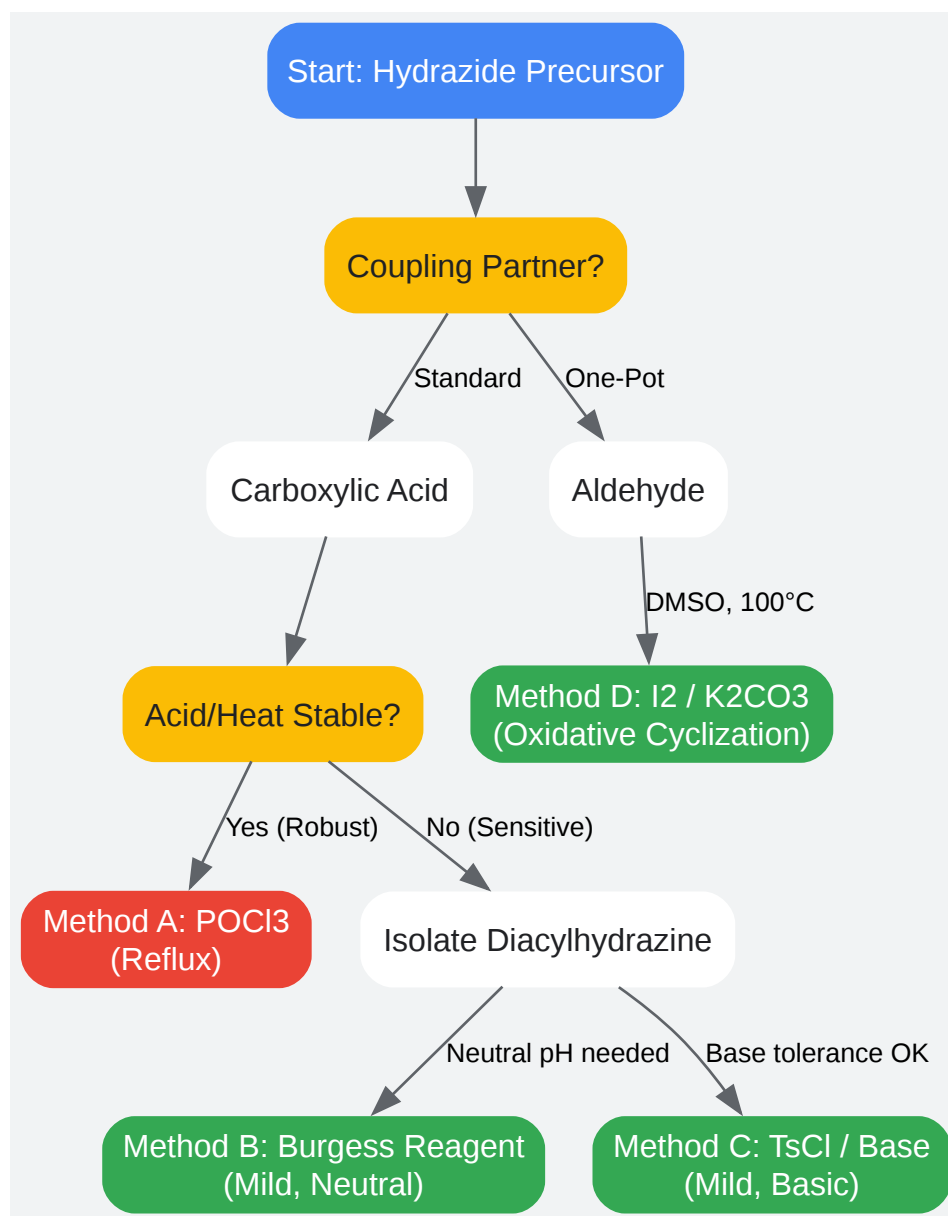 Start: Hydrazide Precursor
Coupling Partner?
Standard
One-Pot
Carboxylic Acid
Aldehyde
DMSO, 100°C
Acid/Heat Stable?
Method D: I2 / K2CO3
(Oxidative Cyclization)
Yes (Robust)
No (Sensitive)
Method A: POCl3
(Reflux)
Isolate Diacylhydrazine
Neutral pH needed
Base tolerance OK
Method B: Burgess Reagent
(Mild, Neutral)
Method C: TsCl / Base
(Mild, Basic)